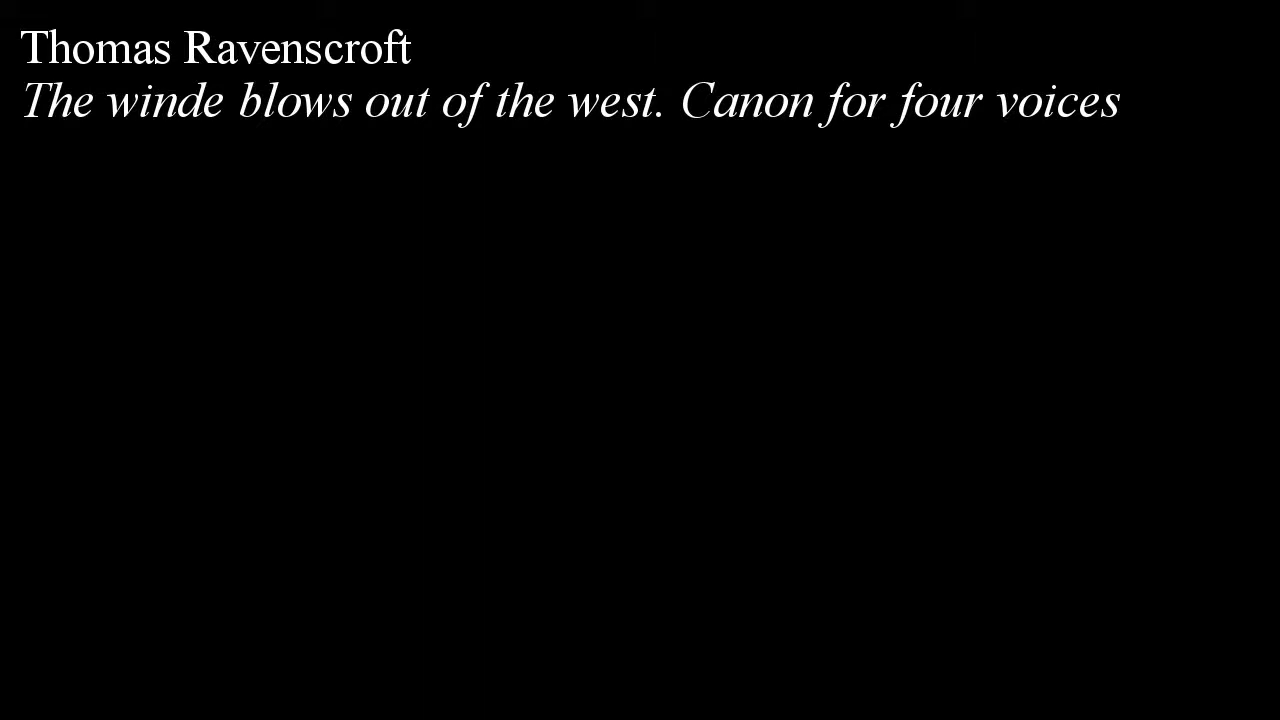 Thomas Ravenscroft
The winde blows out of the west. Canon for four voices